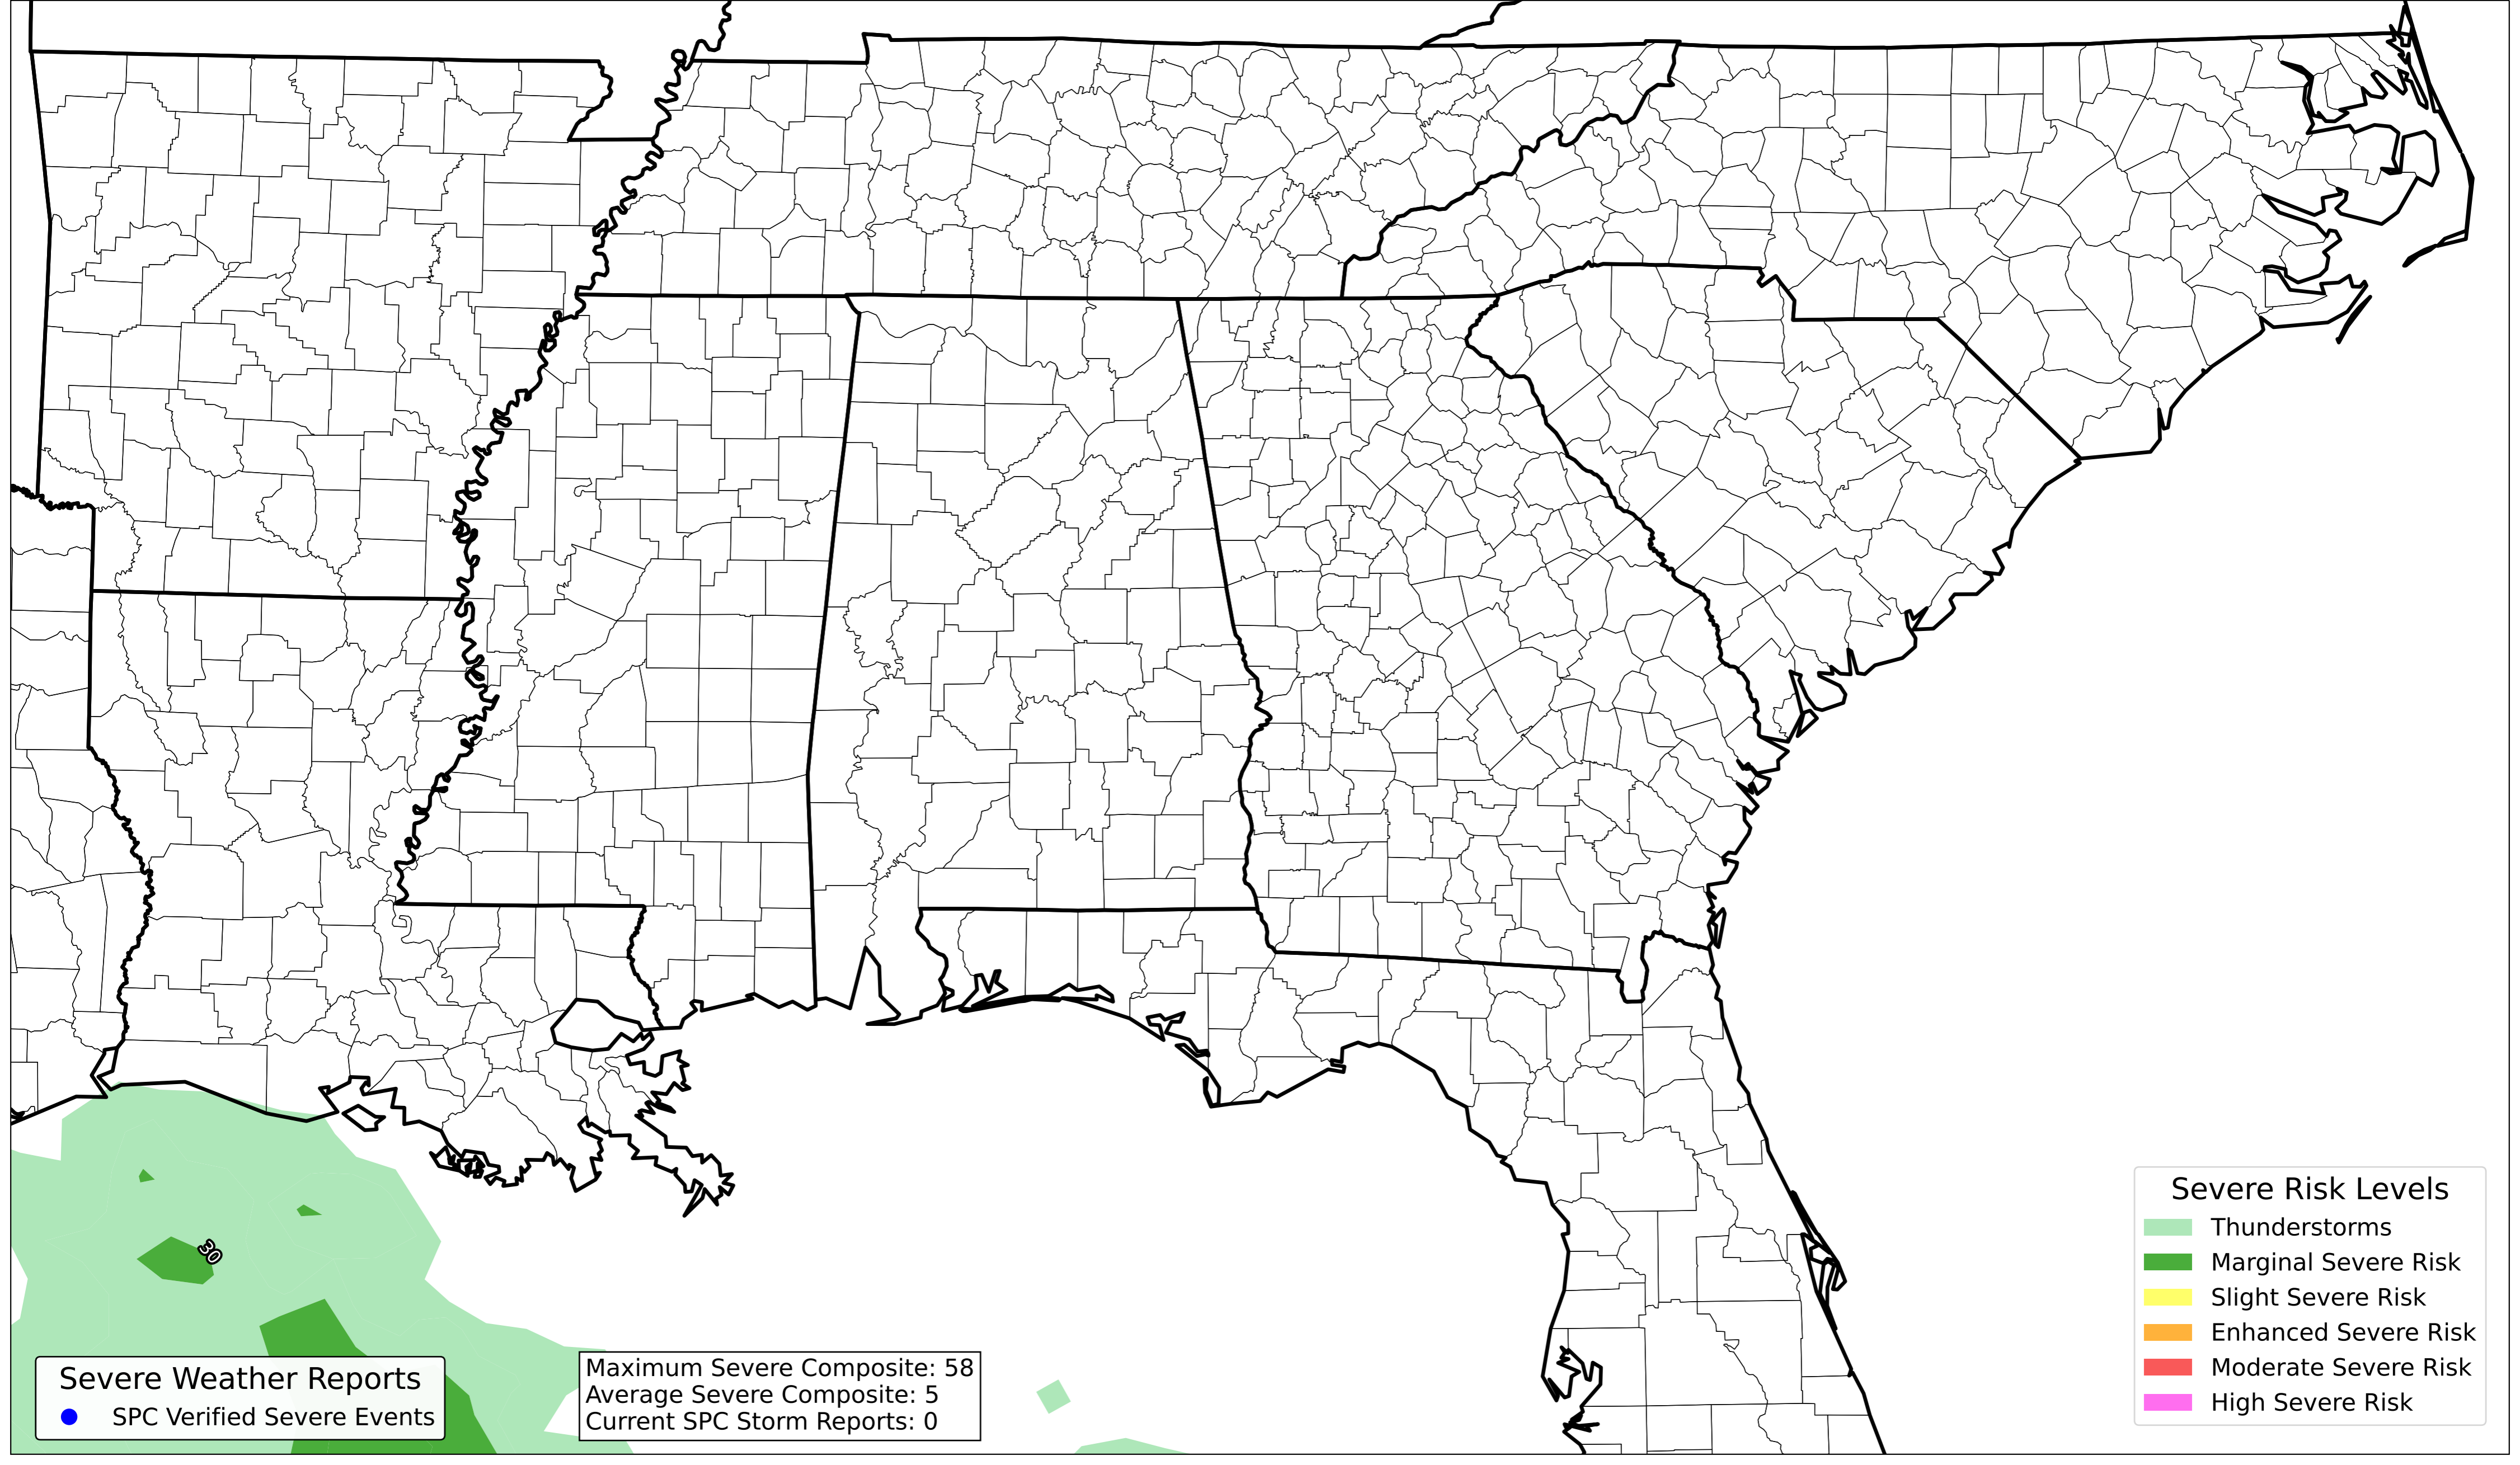 30
Severe Weather Reports
SPC Verified Severe Events
Maximum Severe Composite: 58
Average Severe Composite: 5
Current SPC Storm Reports: 0
Severe Risk Levels
Thunderstorms
Marginal Severe Risk
Slight Severe Risk
Enhanced Severe Risk
Moderate Severe Risk
High Severe Risk